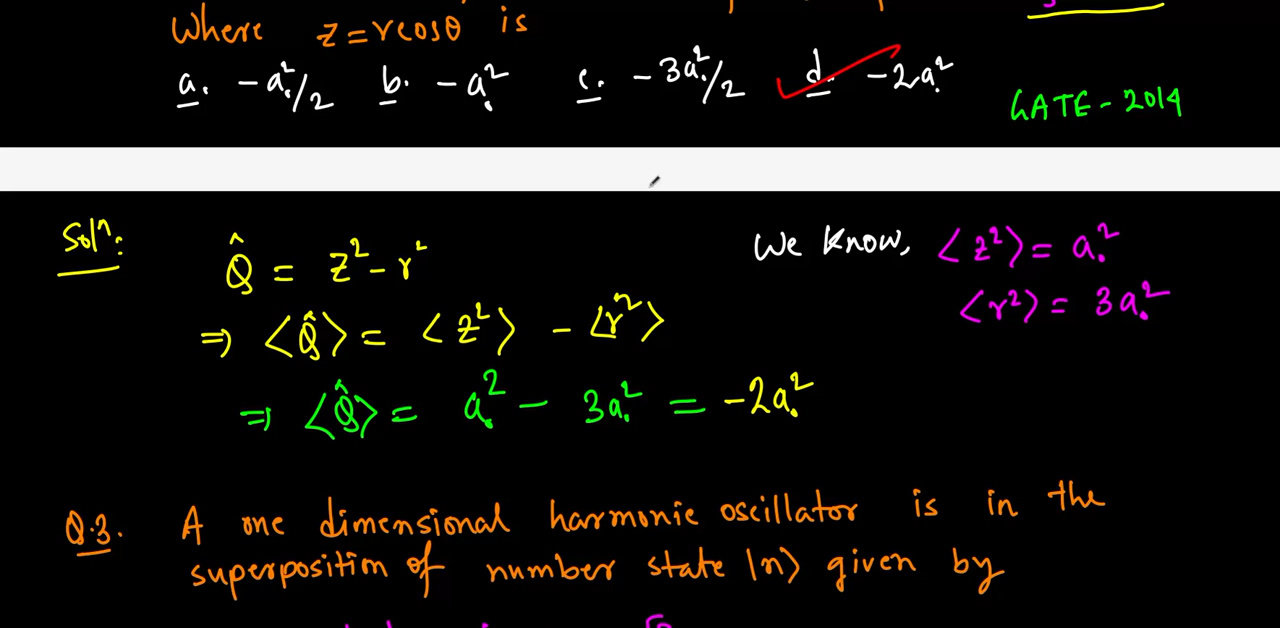 Where z = rcosθ is
a. -a₀²/2 b. -a₀² c. -3a₀²/2 d. -2a₀²
GATE - 2014
Solⁿ:
Q̂ = z² - r²
⇒ ⟨Q̂⟩ = ⟨z²⟩ - ⟨r²⟩
⇒ ⟨Q̂⟩ = a₀² - 3a₀² = -2a₀²
We know, ⟨z²⟩ = a₀²
⟨r²⟩ = 3a₀²
Q.3. A one dimensional harmonic oscillator is in the
superposition of number state |n⟩ given by